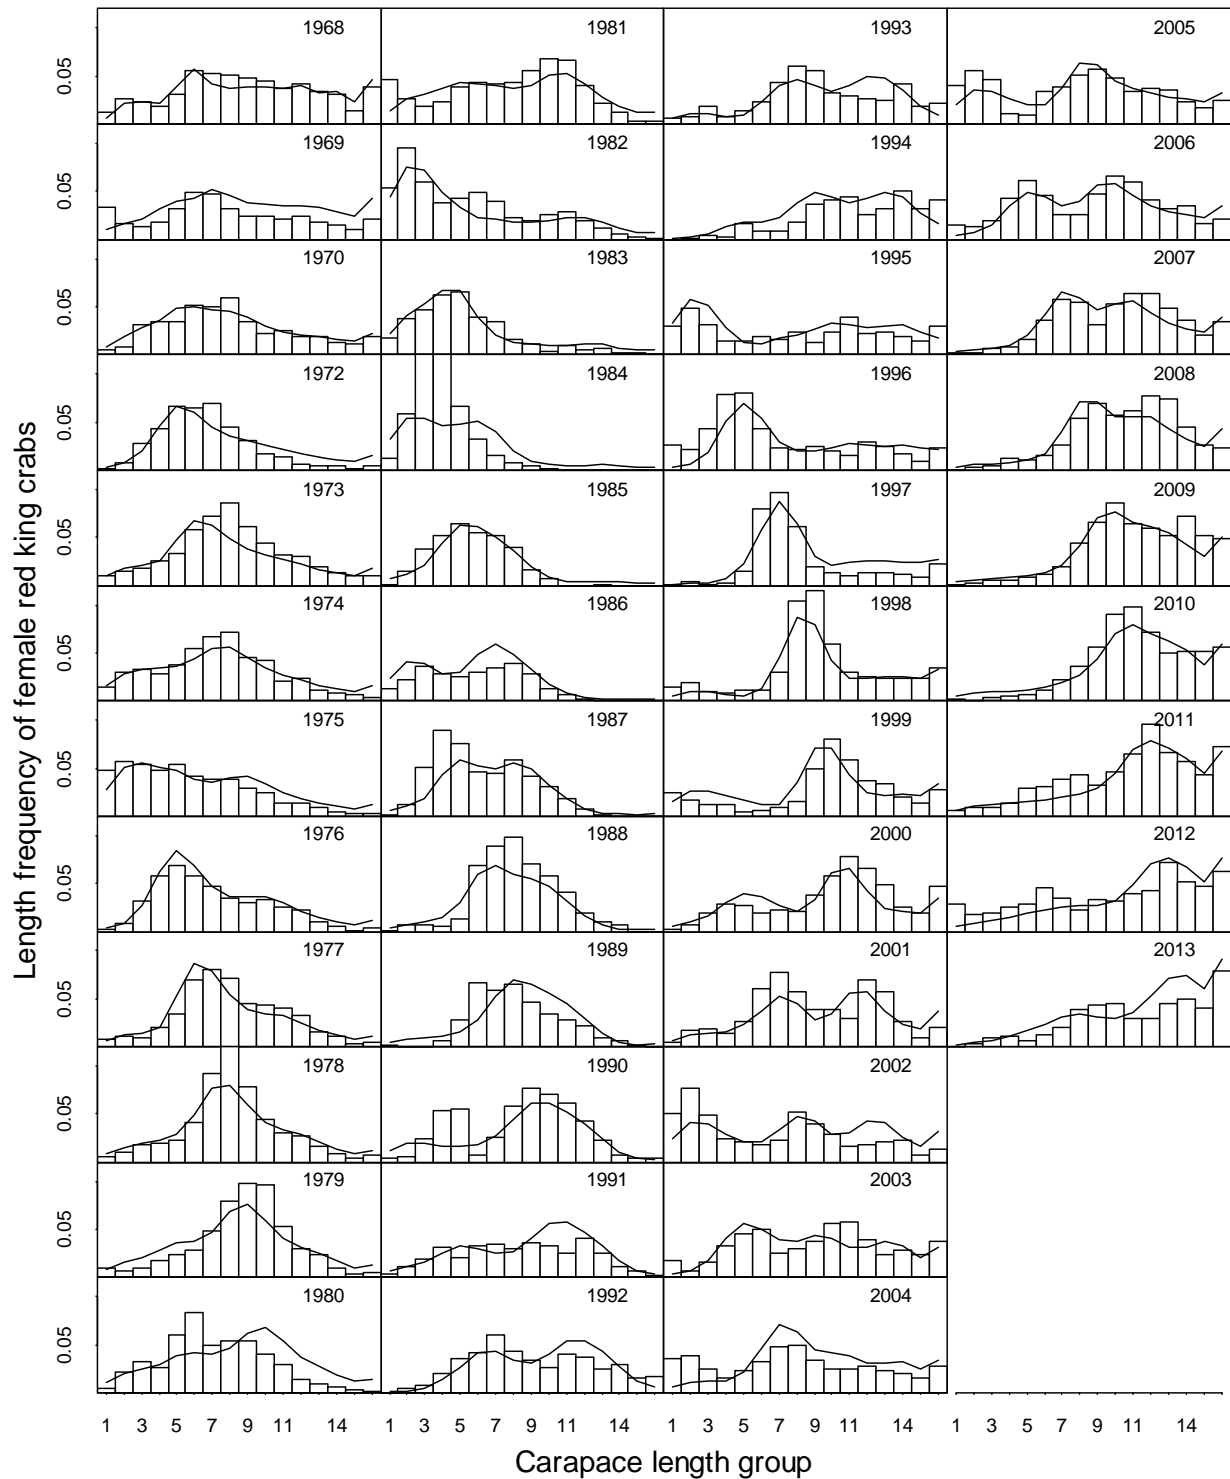 Length frequency of female red king crabs
1968 1981 1993 2005
0.05
1969 1982 1994 2006
0.05
1970 1983 1995 2007
0.05
1972 1984 1996 2008
0.05
1973 1985 1997 2009
0.05
1974 1986 1998 2010
0.05
1975 1987 1999 2011
0.05
1976 1988 2000 2012
0.05
1977 1989 2001 2013
0.05
1978 1990 2002
0.05
1979 1991 2003
0.05
1980 1992 2004
0.05
1 3 5 7 9 11 14 1 3 5 7 9 11 14 1 3 5 7 9 11 14 1 3 5 7 9 11 14
Carapace length group